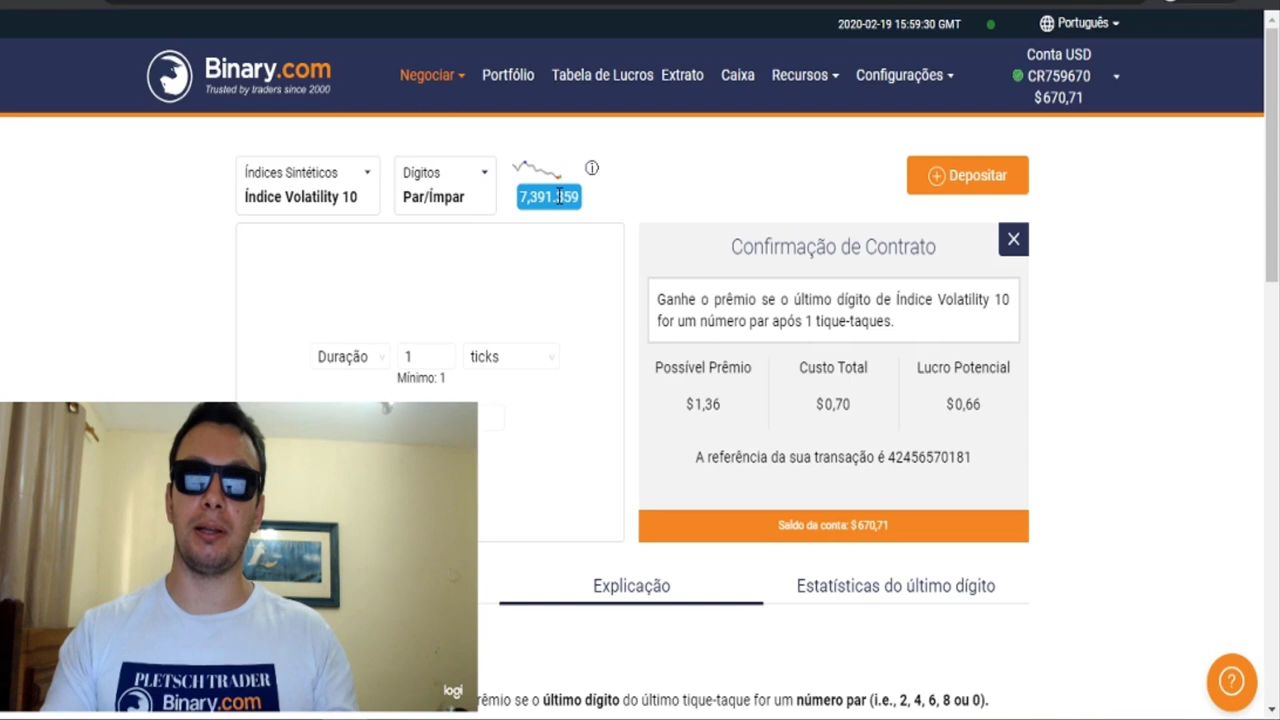 2020-02-19 15:59:30 GMT
Português
Binary.com
Trusted by traders since 2000
Negociar
Portfólio
Tabela de Lucros
Extrato
Caixa
Recursos
Configurações
Conta USD
CR759670
$670,71
Índices Sintéticos
Índice Volatility 10
Dígitos
Par/Ímpar
Depositar
Confirmação de Contrato
Ganhe o prêmio se o último dígito de Índice Volatility 10
for um número par após 1 tique-taques.
Duração
1
ticks
Mínimo: 1
Possível Prêmio
Custo Total
Lucro Potencial
$1,36
$0,70
$0,66
A referência da sua transação é 42456570181
Saldo da conta: $670,71
Explicação
Estatísticas do último dígito
PLETSCH TRADER
Binary.com
logi
rêmio se o último dígito do último tique-taque for um número par (i.e., 2, 4, 6, 8 ou 0).